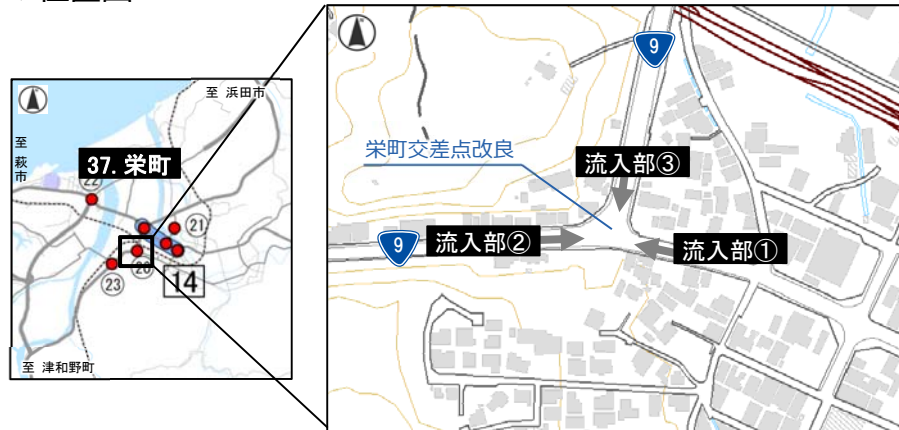 至 浜田市
至 萩市
37. 栄町
22
21
20
14
23
至 津和野町
9
栄町交差点改良
流入部③
9
流入部②
流入部①